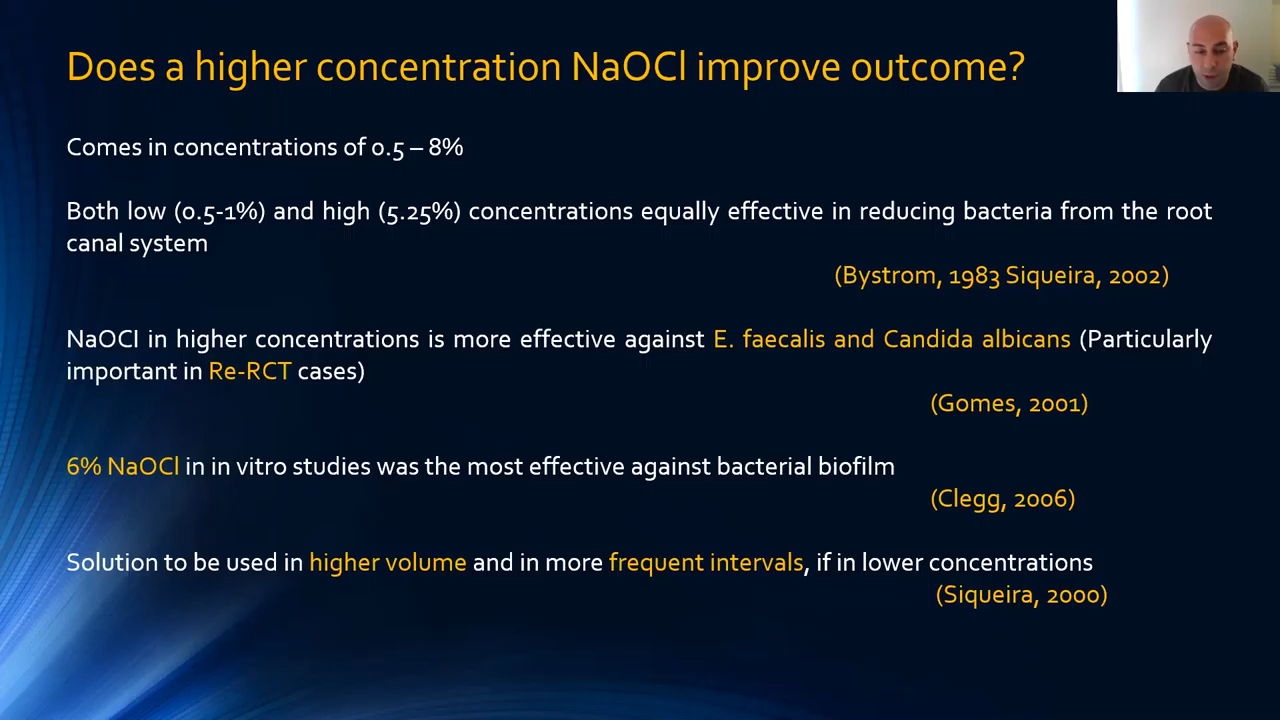 Does a higher concentration NaOCl improve outcome?
Comes in concentrations of 0.5 – 8%
Both low (0.5-1%) and high (5.25%) concentrations equally effective in reducing bacteria from the root
canal system
(Bystrom, 1983 Siqueira, 2002)
NaOCI in higher concentrations is more effective against E. faecalis and Candida albicans (Particularly
important in Re-RCT cases)
(Gomes, 2001)
6% NaOCl in in vitro studies was the most effective against bacterial biofilm
(Clegg, 2006)
Solution to be used in higher volume and in more frequent intervals, if in lower concentrations
(Siqueira, 2000)